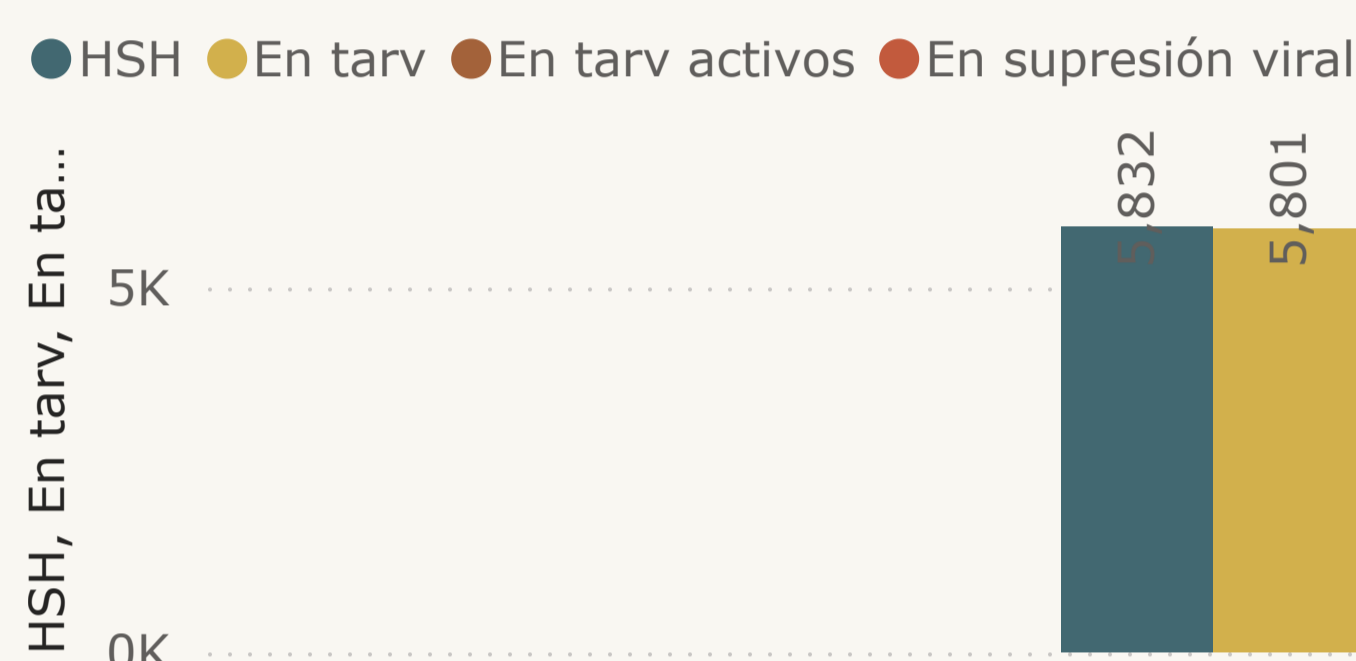 HSH En tarv En tarv activos En supresión viral
HSH, En tarv, En ta...
5,832
5,801
5K
0K